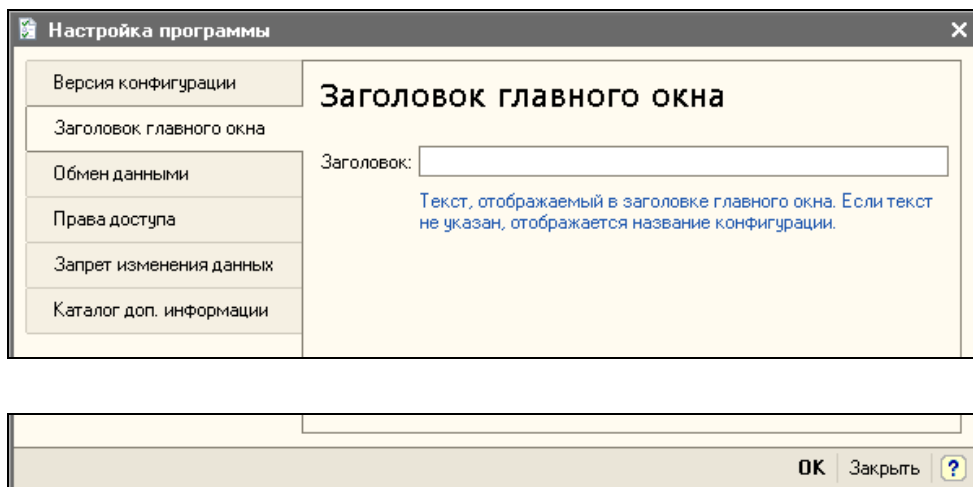 Настройка программы
Версия конфигурации
Заголовок главного окна
Обмен данными
Права доступа
Запрет изменения данных
Каталог доп. информации
Заголовок главного окна
Заголовок:
Текст, отображаемый в заголовке главного окна. Если текст
не указан, отображается название конфигурации.
OK Закрыть ?